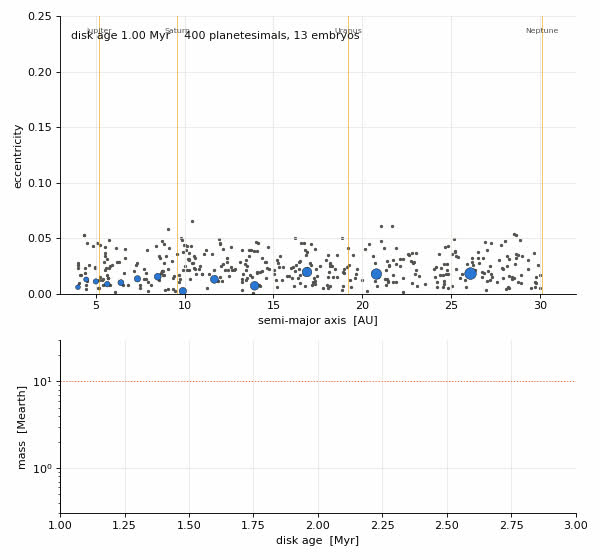 0.25
Jupiter Saturn Uranus Neptune
disk age 1.00 Myr 400 planetesimals, 13 embryos
0.20
0.15
0.10
0.05
0.00
eccentricity
5 10 15 20 25 30
semi-major axis [AU]
10¹
10⁰
mass [Mearth]
1.00 1.25 1.50 1.75 2.00 2.25 2.50 2.75 3.00
disk age [Myr]